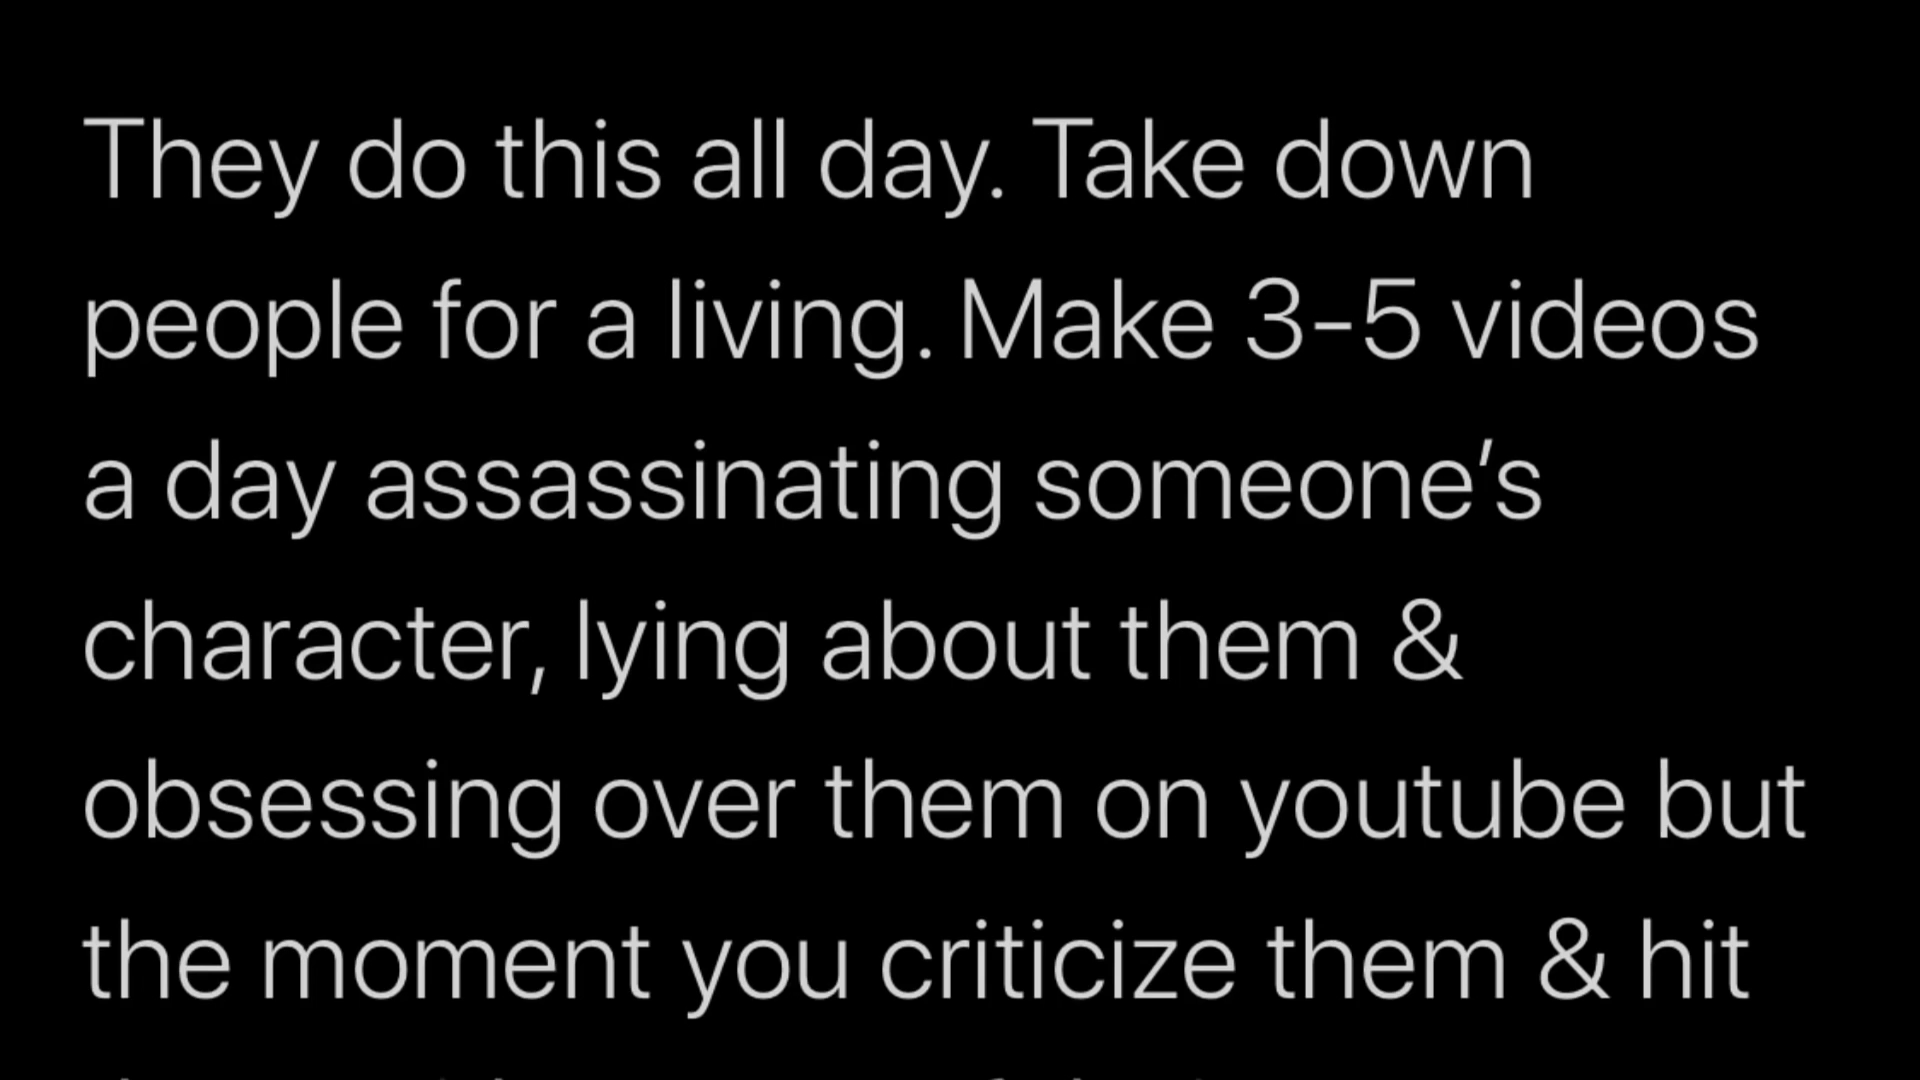 They do this all day. Take down
people for a living. Make 3-5 videos
a day assassinating someone’s
character, lying about them &
obsessing over them on youtube but
the moment you criticize them & hit